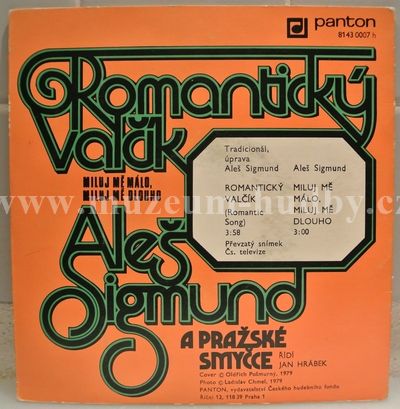 panton
8143 0007 h
Romantický
valčík
MILUJ MĚ MÁLO,
MILUJ MĚ DLOUHO
Tradicionál,
úprava
Aleš Sigmund
ROMANTICKÝ
VALČÍK
(Romantic
Song)
3:58
Převzatý snímek
Čs. televize
Aleš Sigmund
MILUJ MĚ
MÁLO,
MILUJ MĚ
DLOUHO
3:00
www.muzeumhudby.cz
Aleš
Sigmund
A PRAŽSKÉ
SMYČCE
ŘÍDÍ
JAN HRÁBEK
Cover © Oldřich Pošmurný, 1979
Photo © Ladislav Chmel, 1979
PANTON, vydavatelství Českého hudebního fondu
Říční 12, 118 39 Praha 1